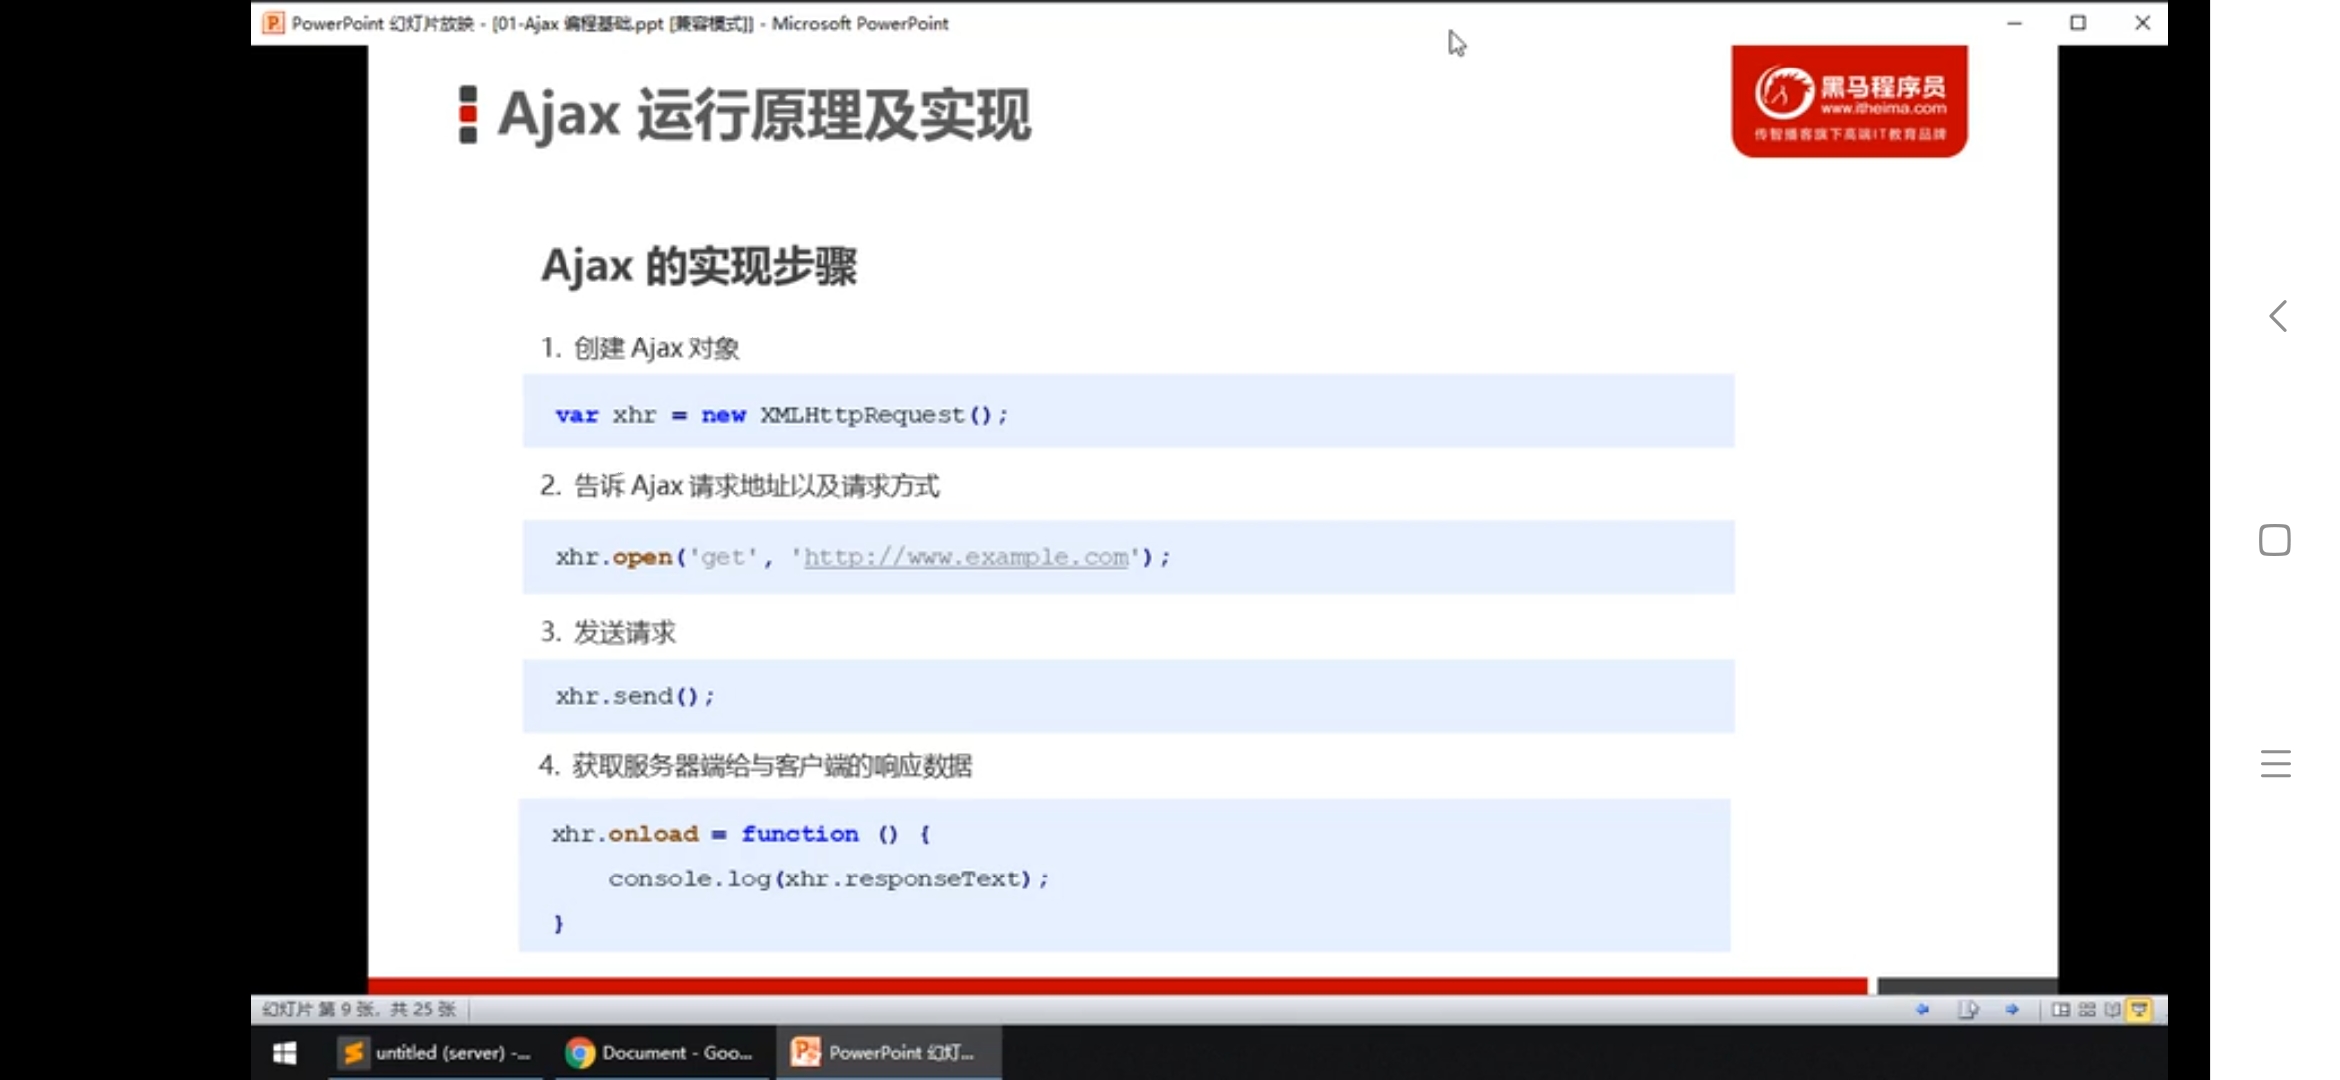 PowerPoint 幻灯片放映 - [01-Ajax 编程基础.ppt [兼容模式]] - Microsoft PowerPoint
Ajax 运行原理及实现
黑马程序员
www.itheima.com
传智播客旗下高端IT教育品牌
Ajax 的实现步骤
1. 创建 Ajax 对象
var xhr = new XMLHttpRequest();
2. 告诉 Ajax 请求地址以及请求方式
xhr.open('get', 'http://www.example.com');
3. 发送请求
xhr.send();
4. 获取服务器端给与客户端的响应数据
xhr.onload = function () {
console.log(xhr.responseText);
}
幻灯片 第 9 张，共 25 张
untitled (server) -...
Document - Goo...
PowerPoint 幻灯...